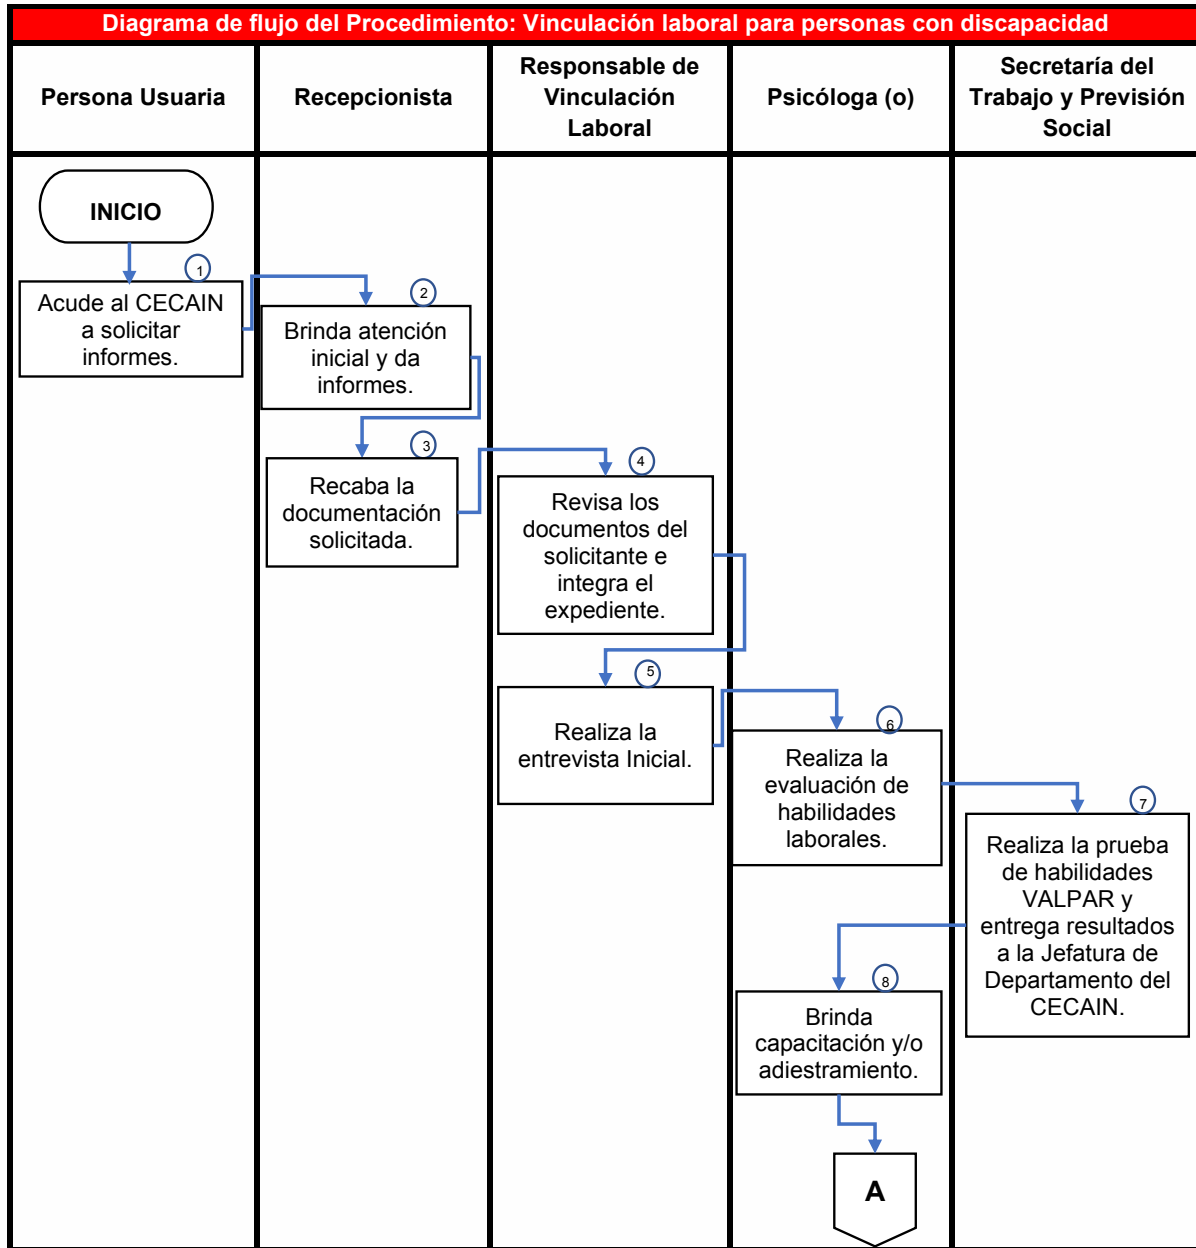 Diagrama de flujo del Procedimiento: Vinculación laboral para personas con discapacidad
Persona Usuaria
Recepcionista
Responsable de
Vinculación
Laboral
Psicóloga (o)
Secretaría del
Trabajo y Previsión
Social
INICIO
1
Acude al CECAIN
a solicitar
informes.
2
Brinda atención
inicial y da
informes.
3
Recaba la
documentación
solicitada.
4
Revisa los
documentos del
solicitante e
integra el
expediente.
5
Realiza la
entrevista Inicial.
6
Realiza la
evaluación de
habilidades
laborales.
7
Realiza la prueba
de habilidades
VALPAR y
entrega resultados
a la Jefatura de
Departamento del
CECAIN.
8
Brinda
capacitación y/o
adiestramiento.
A